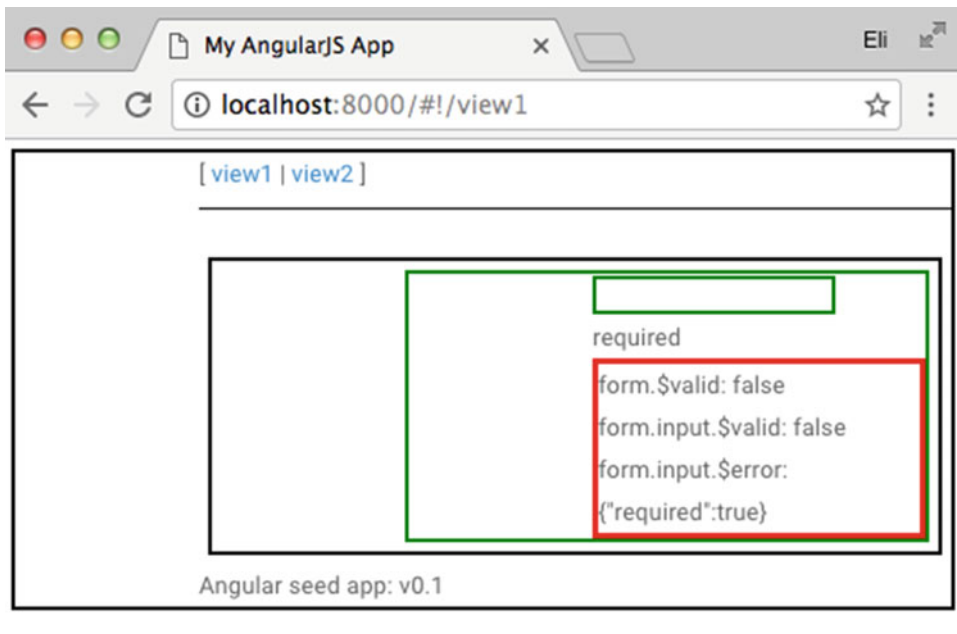 My AngularJS App
Eli
localhost:8000/#!/view1
[ view1 | view2 ]
required
form.$valid: false
form.input.$valid: false
form.input.$error:
{"required":true}
Angular seed app: v0.1